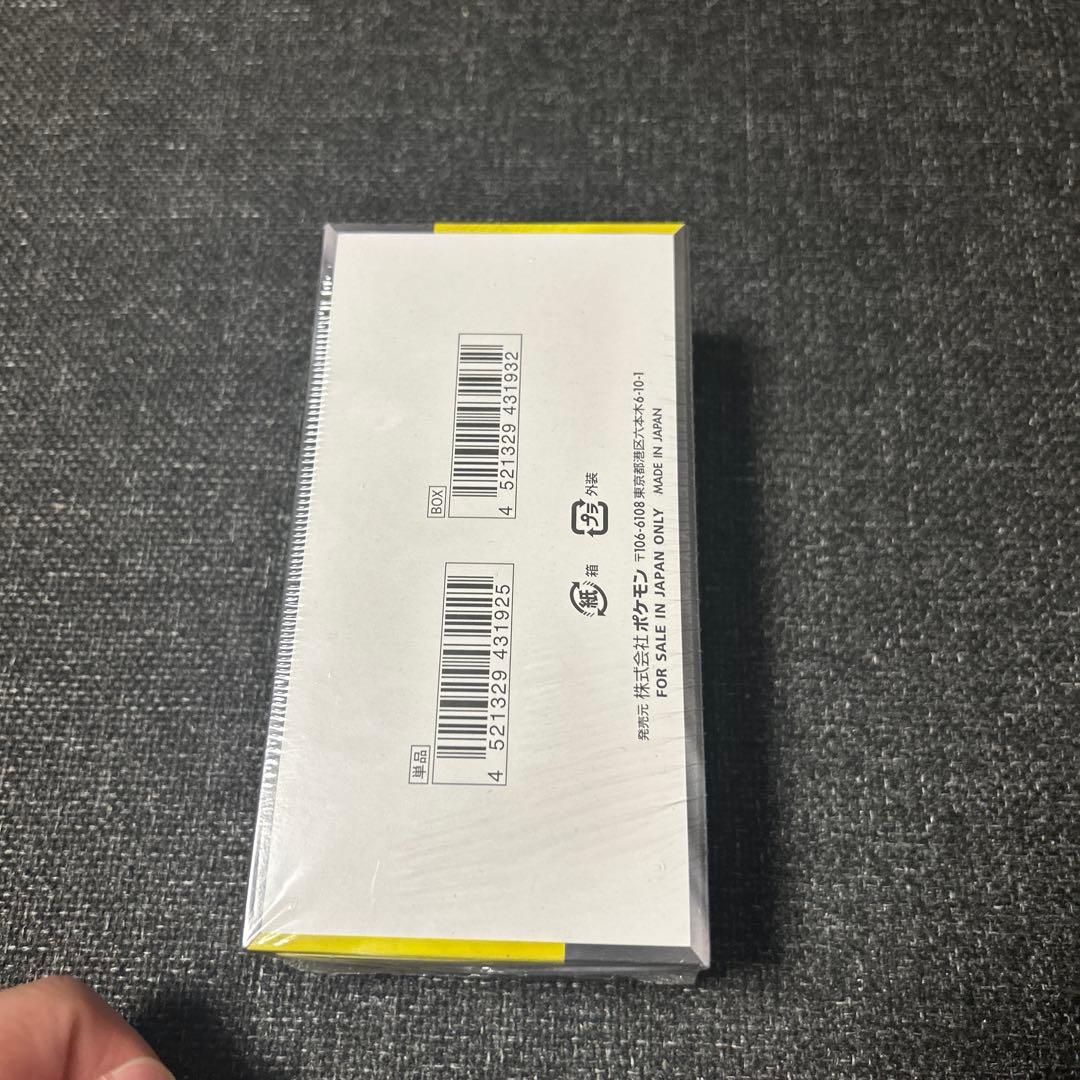 単品
4 521329 431925
BOX
4 521329 431932
紙 箱
プラ 外装
発売元 株式会社 ポケモン 〒106-6108 東京都港区六本木6-10-1
FOR SALE IN JAPAN ONLY MADE IN JAPAN